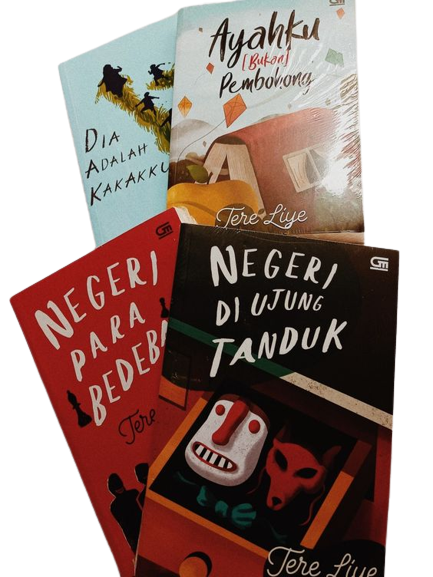 Ayahku
[Bukan]
Pembohong
Tere Liye
DIA
ADALAH
KAKAKKU
NEGERI
PARA
Tere
NEGERI
DI UJUNG
TANDUK
Tere Liye